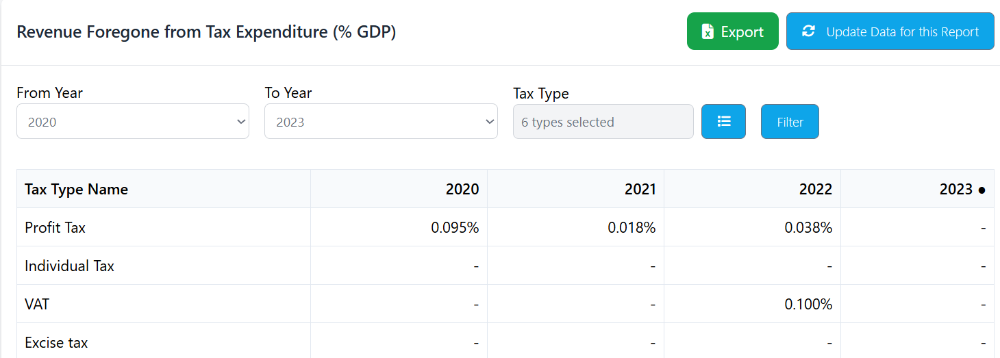 Revenue Foregone from Tax Expenditure (% GDP)
Export
Update Data for this Report
From Year
To Year
Tax Type
2020
2023
6 types selected
Filter
Tax Type Name 2020 2021 2022 2023 ●
Profit Tax 0.095% 0.018% 0.038% -
Individual Tax - - - -
VAT - - 0.100% -
Excise tax - - - -